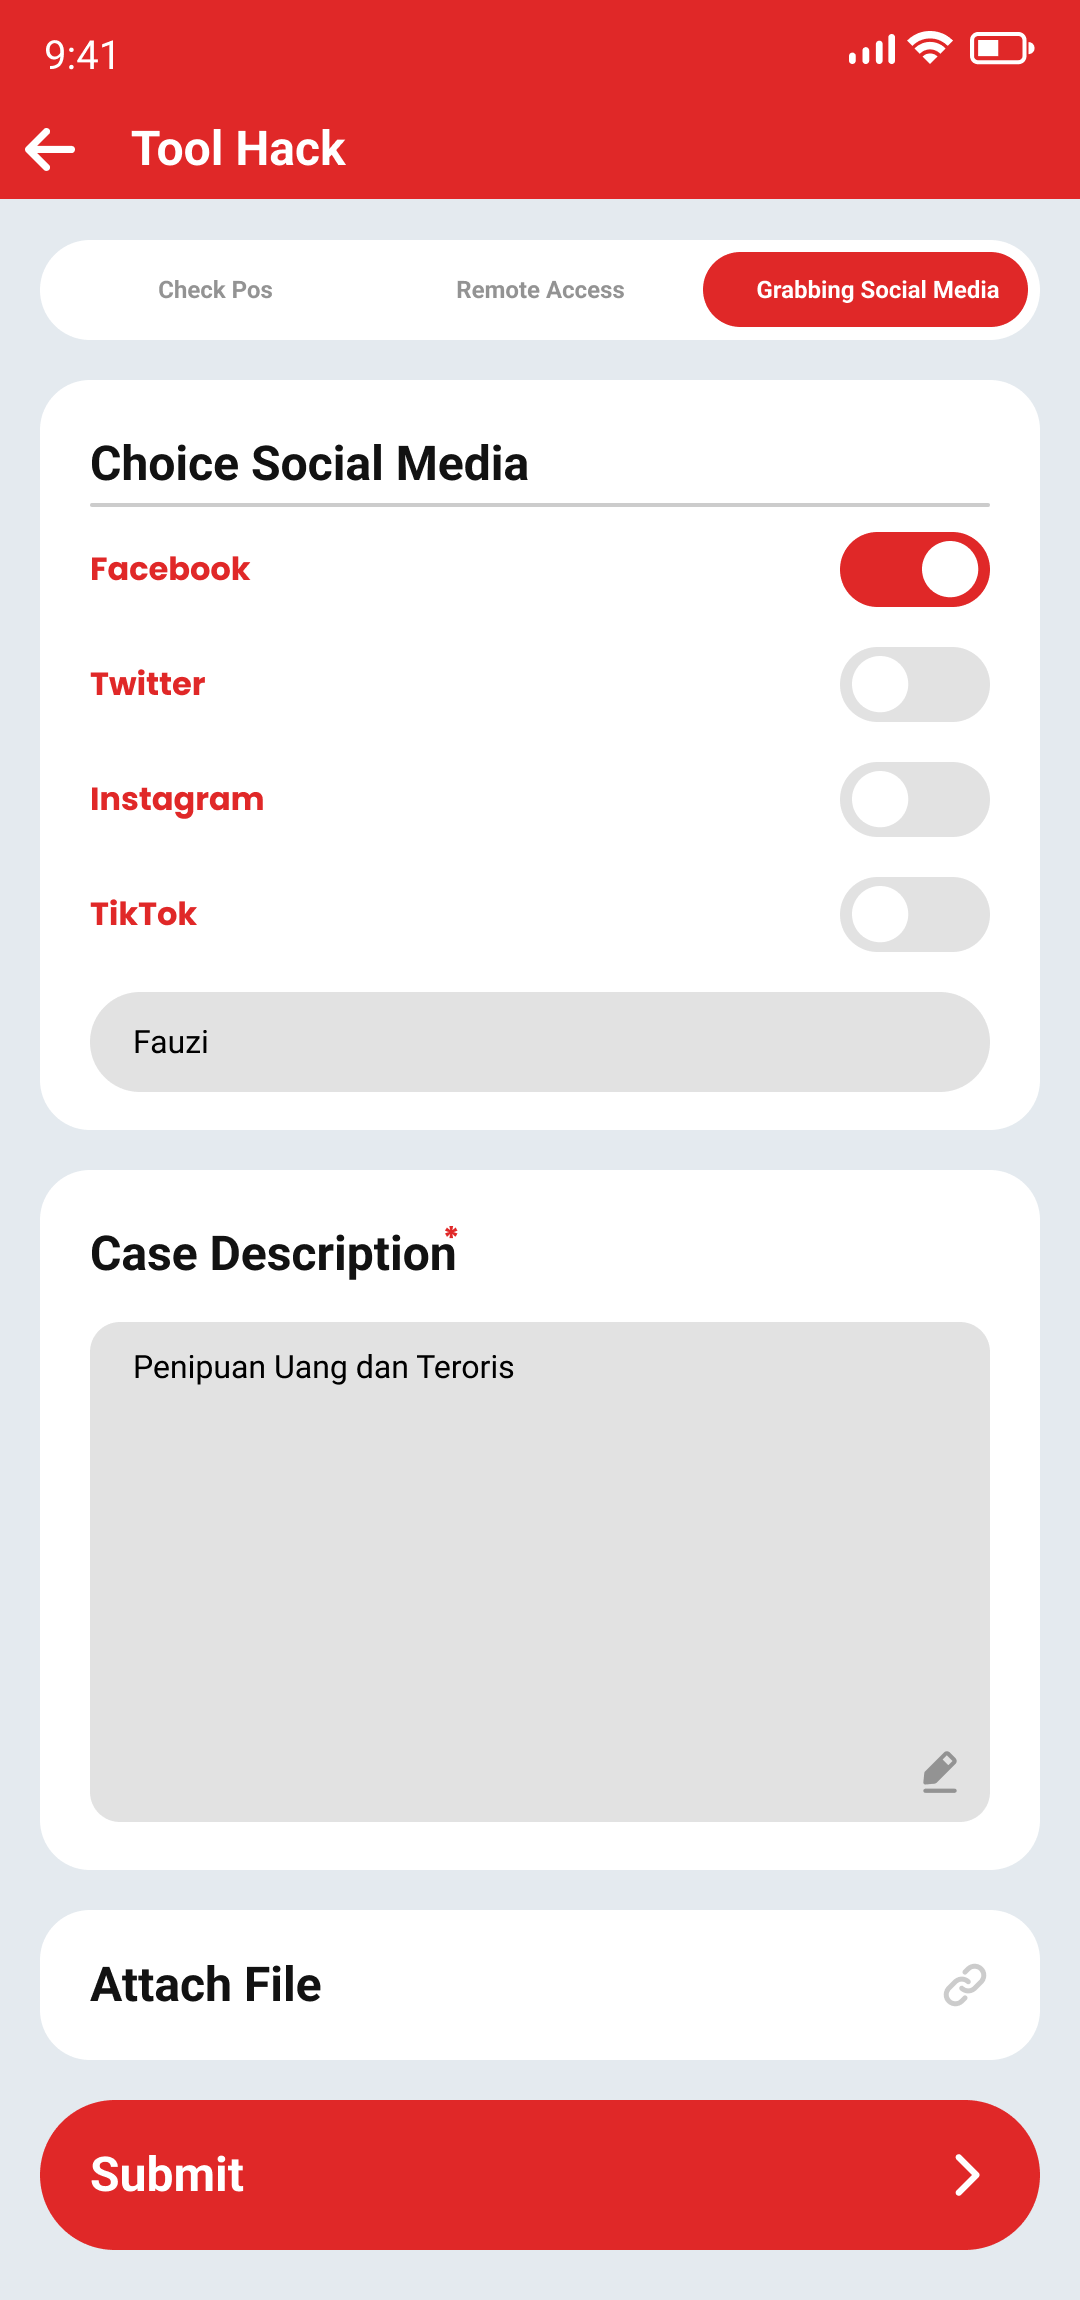 9:41
Tool Hack
Check Pos
Remote Access
Grabbing Social Media
Choice Social Media
Facebook
Twitter
Instagram
TikTok
Fauzi
Case Description*
Penipuan Uang dan Teroris
Attach File
Submit